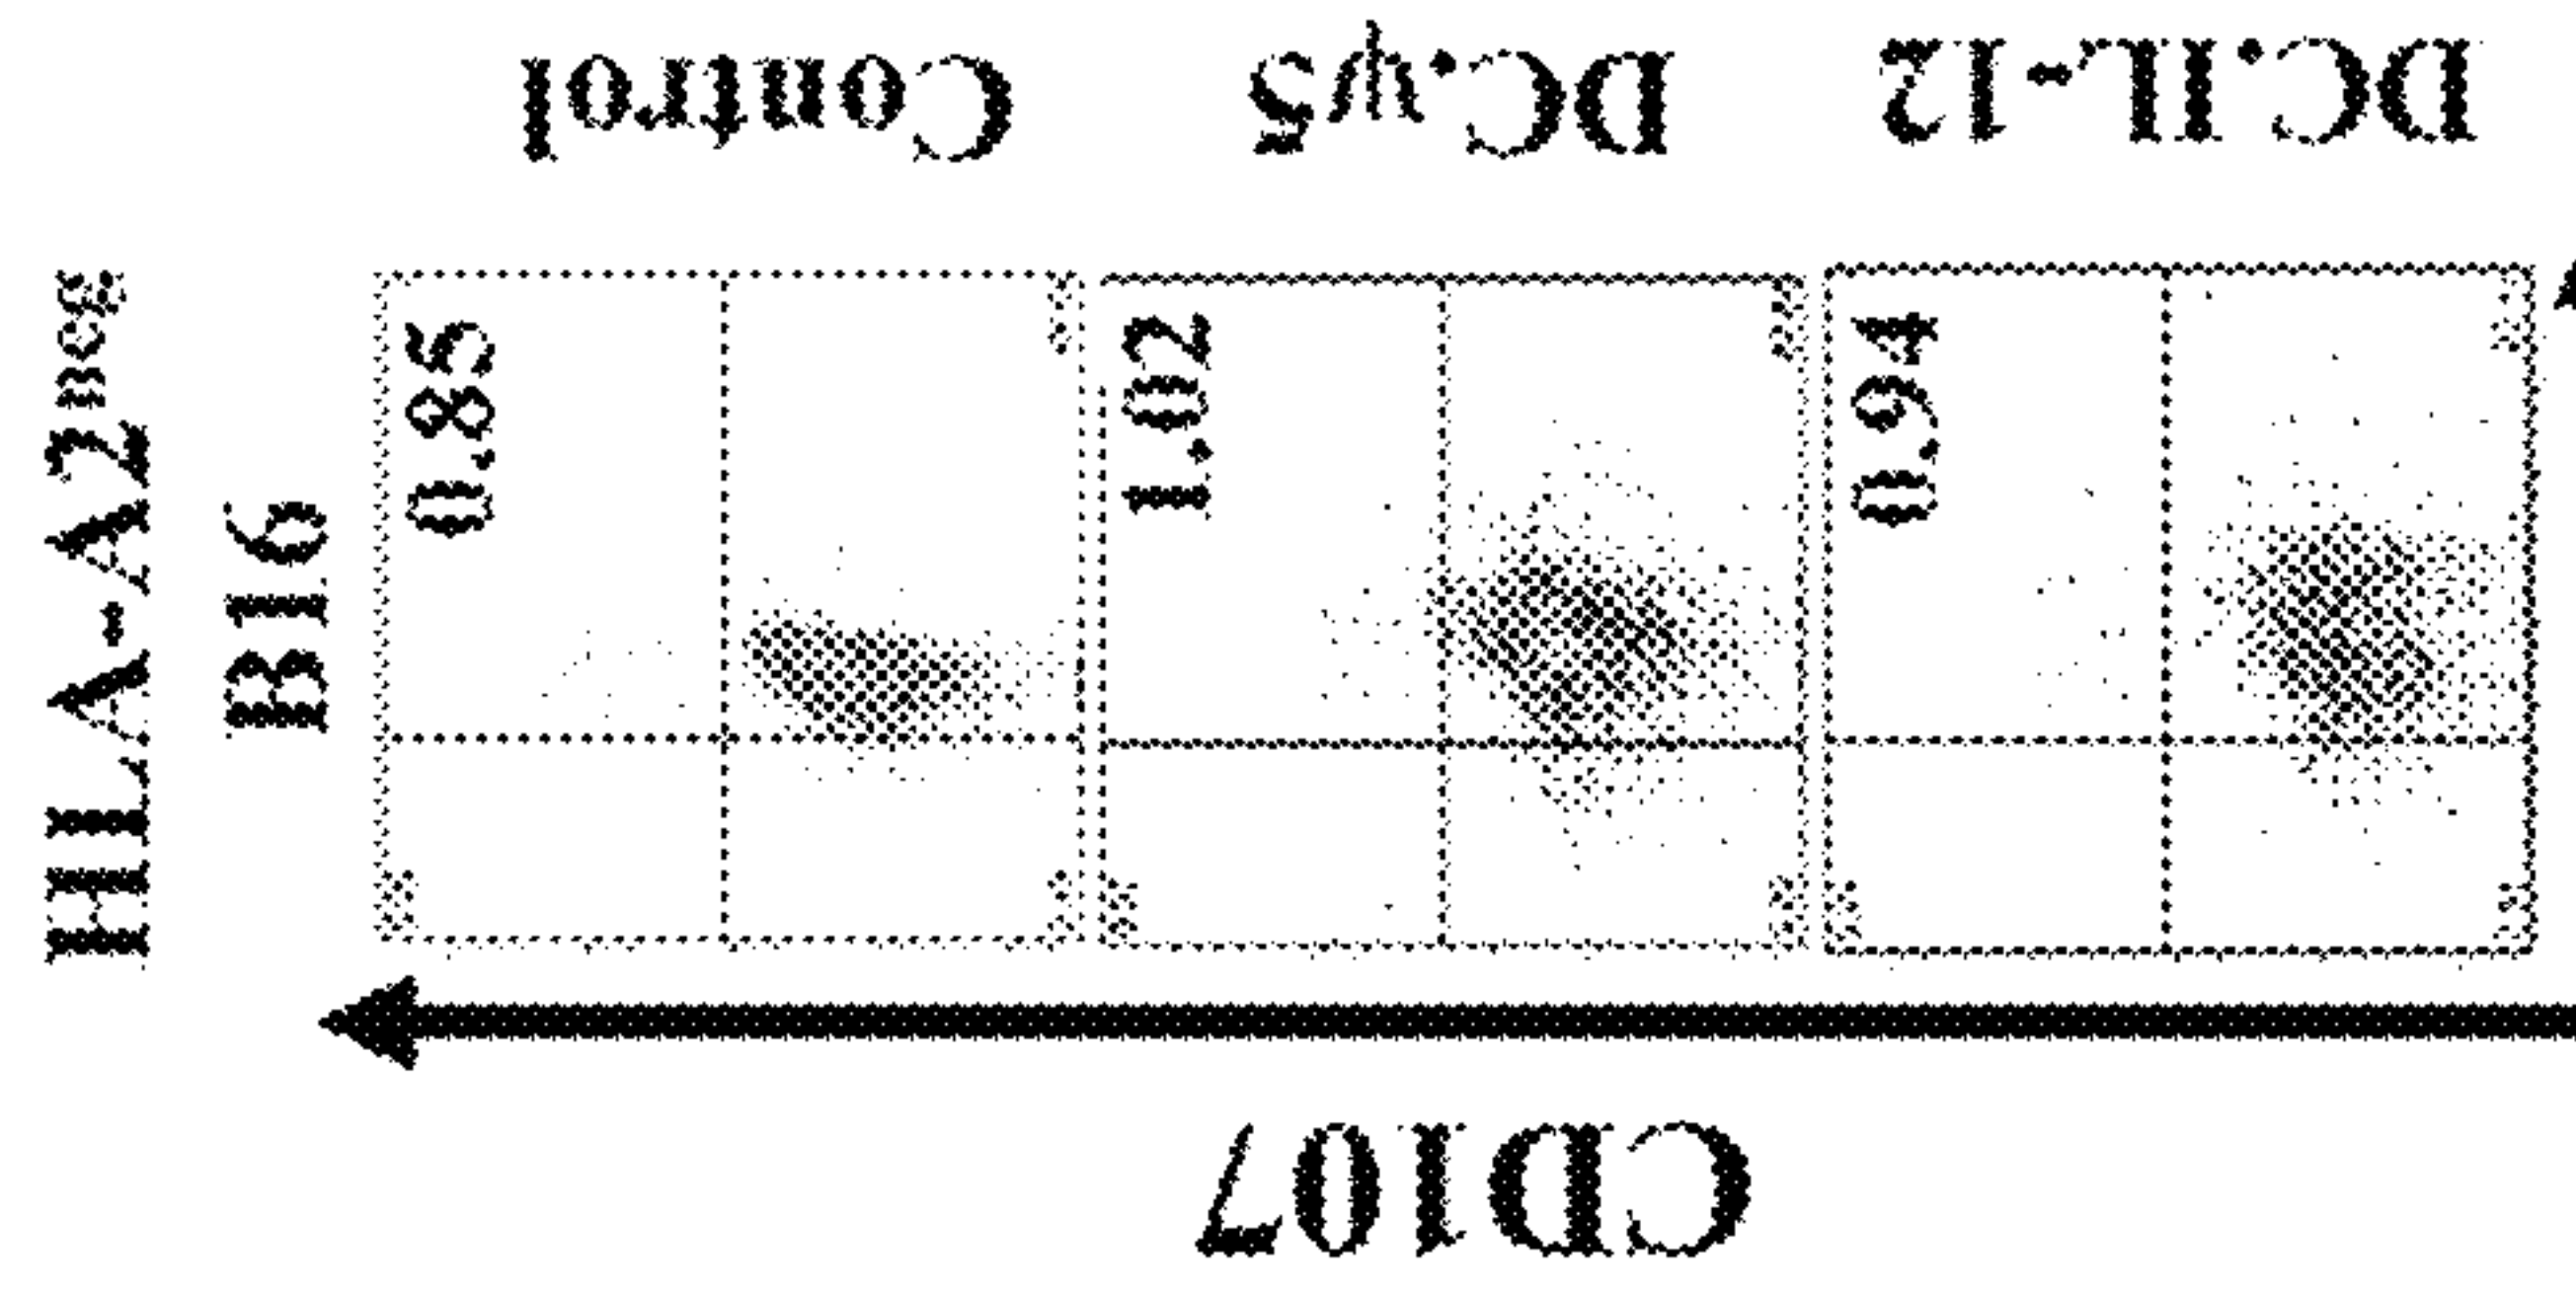 HLA-A2neg
B16
Control
DC.ψ5
DC.IL-12
0.85
1.02
0.94
CD107